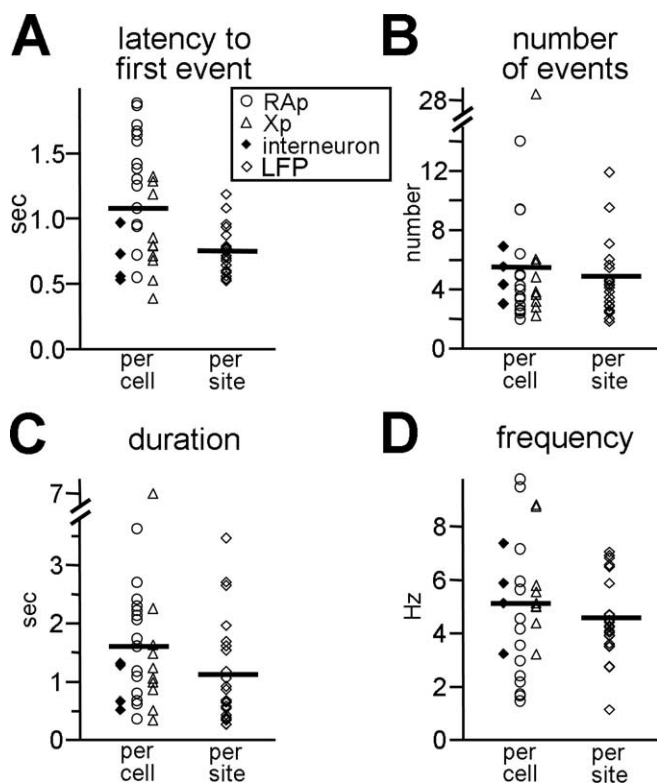 A
latency to
first event
RAp
Xp
interneuron
LFP
sec
1.5
1.0
0.5
0.0
per
cell
per
site
B
number
of events
number
28
12
8
4
0
per
cell
per
site
C
duration
sec
7
3
2
1
0
per
cell
per
site
D
frequency
Hz
8
6
4
2
0
per
cell
per
site